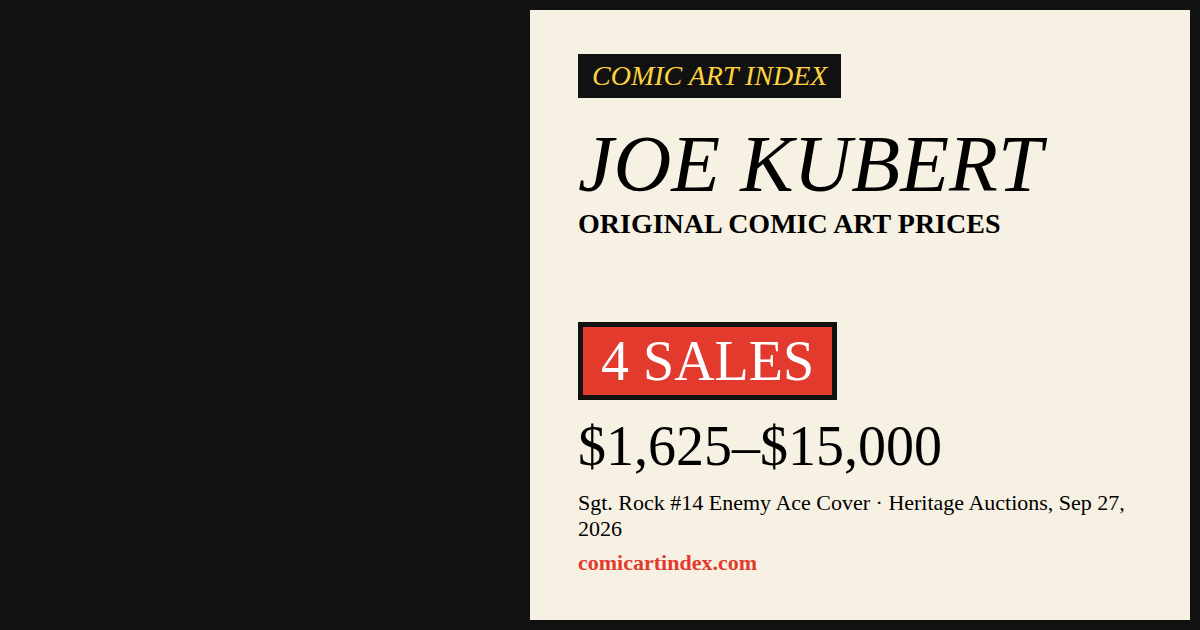 COMIC ART INDEX
JOE KUBERT
ORIGINAL COMIC ART PRICES
4 SALES
$1,625–$15,000
Sgt. Rock #14 Enemy Ace Cover · Heritage Auctions, Sep 27,
2026
comicartindex.com